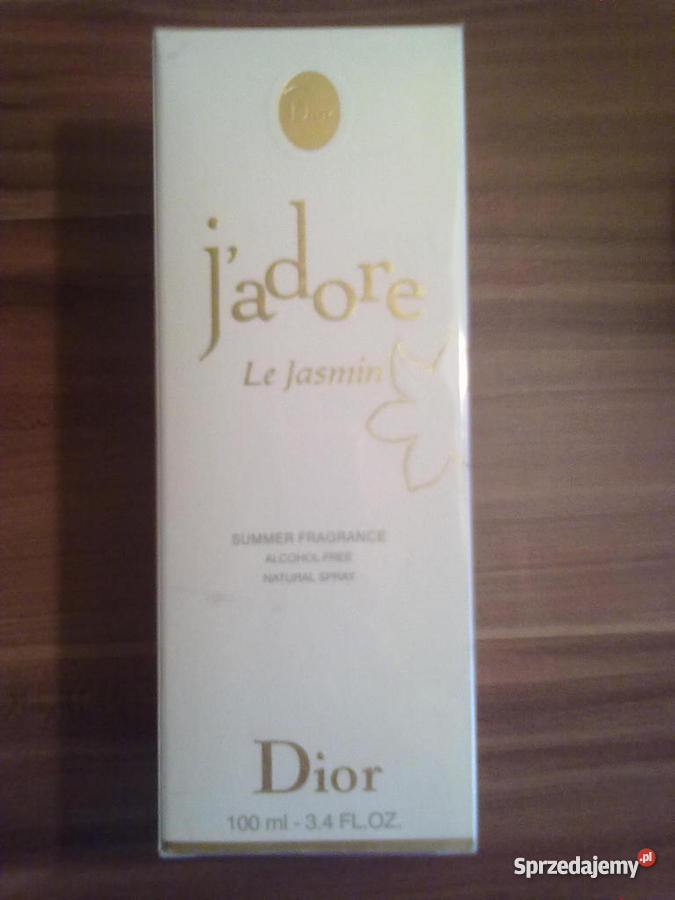 Dior
j'adore
Le Jasmin
SUMMER FRAGRANCE
ALCOHOL FREE
NATURAL SPRAY
Dior
100 ml - 3.4 FL.OZ.
Sprzedajemy.pl